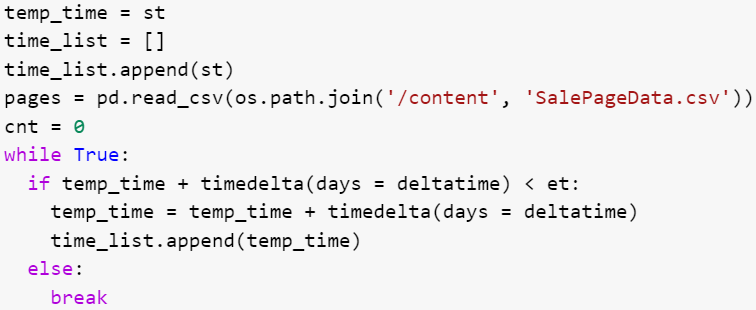 temp_time = st
time_list = []
time_list.append(st)
pages = pd.read_csv(os.path.join('/content', 'SalePageData.csv'))
cnt = 0
while True:
  if temp_time + timedelta(days = deltatime) < et:
    temp_time = temp_time + timedelta(days = deltatime)
    time_list.append(temp_time)
  else:
    break